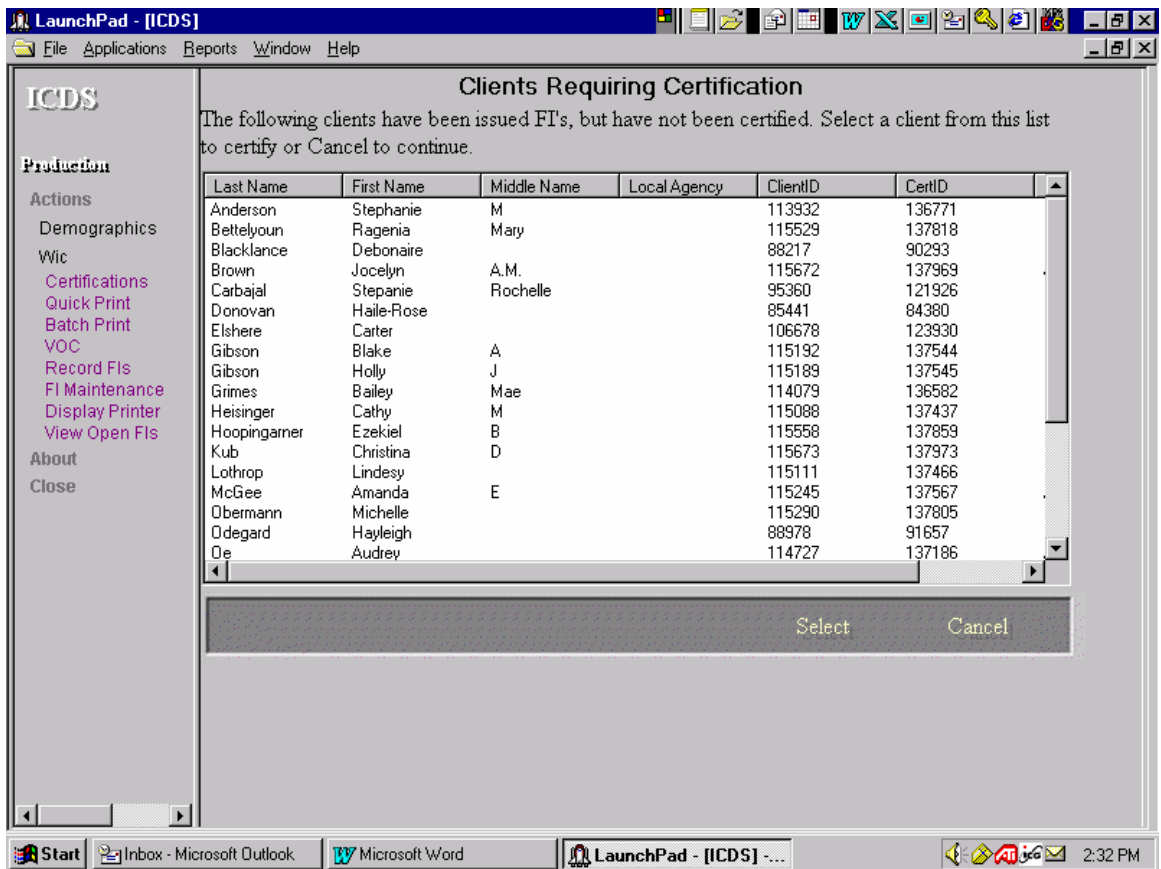 LaunchPad - [ICDS]
File Applications Reports Window Help
ICDS
Production
Actions
Demographics
Wic
Certifications
Quick Print
Batch Print
VOC
Record FIs
FI Maintenance
Display Printer
View Open FIs
About
Close
Clients Requiring Certification
The following clients have been issued FI's, but have not been certified. Select a client from this list
to certify or Cancel to continue.
Last Name First Name Middle Name Local Agency ClientID CertID
Anderson Stephanie M 113932 136771
Bettelyoun Ragenia Mary 115529 137818
Blacklance Debonaire 88217 90293
Brown Jocelyn A.M. 115672 137969
Carbajal Stepanie Rochelle 95360 121926
Donovan Haile-Rose 85441 84380
Elshere Carter 106678 123930
Gibson Blake A 115192 137544
Gibson Holly J 115189 137545
Grimes Bailey Mae 114079 136582
Heisinger Cathy M 115088 137437
Hoopingarner Ezekiel B 115558 137859
Kub Christina D 115673 137973
Lothrop Lindesy 115111 137466
McGee Amanda E 115245 137567
Obermann Michelle 115290 137805
Odegard Hayleigh 88978 91657
Oe Audrey 114727 137186
Select Cancel
Start Inbox - Microsoft Outlook Microsoft Word LaunchPad - [ICDS] -... 2:32 PM